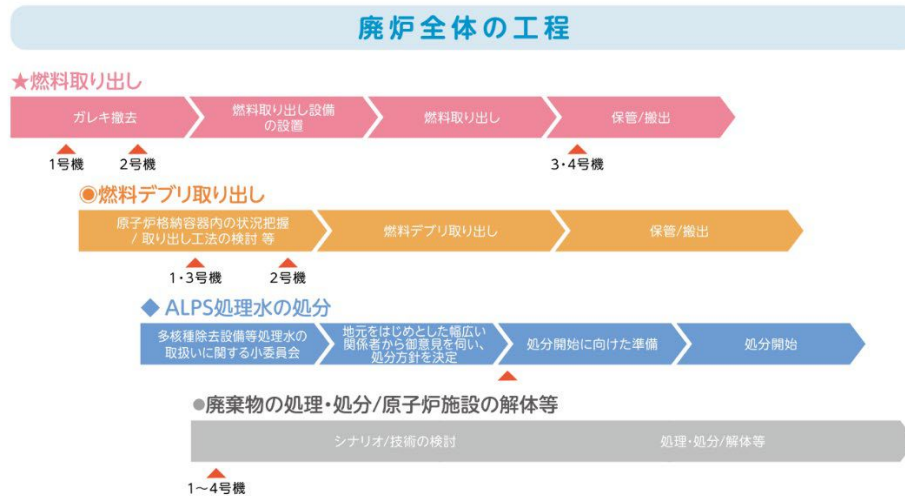 廃炉全体の工程
★燃料取り出し
ガレキ撤去
燃料取り出し設備
の設置
燃料取り出し
保管/搬出
1号機
2号機
3・4号機
◉燃料デブリ取り出し
原子炉格納容器内の状況把握
/ 取り出し工法の検討 等
燃料デブリ取り出し
保管/搬出
1・3号機
2号機
◆ ALPS処理水の処分
多核種除去設備等処理水の
取扱いに関する小委員会
地元をはじめとした幅広い
関係者から御意見を伺い、
処分方針を決定
処分開始に向けた準備
処分開始
●廃棄物の処理・処分/原子炉施設の解体等
シナリオ/技術の検討
処理・処分/解体等
1～4号機